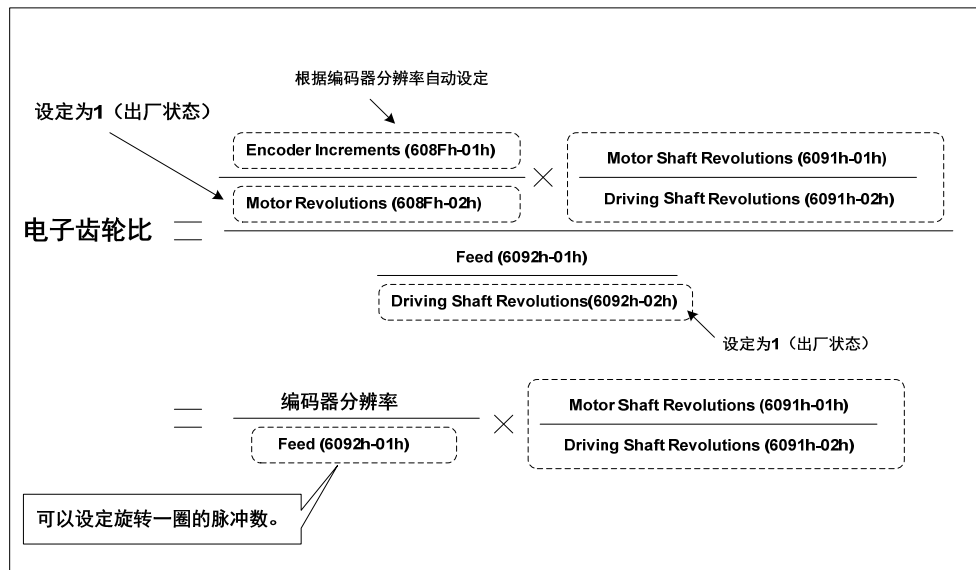 根据编码器分辨率自动设定
设定为1（出厂状态）
Encoder Increments (608Fh-01h)
Motor Revolutions (608Fh-02h)
×
Motor Shaft Revolutions (6091h-01h)
Driving Shaft Revolutions (6091h-02h)
电子齿轮比
=
Feed (6092h-01h)
Driving Shaft Revolutions(6092h-02h)
设定为1（出厂状态）
=
编码器分辨率
Feed (6092h-01h)
×
Motor Shaft Revolutions (6091h-01h)
Driving Shaft Revolutions (6091h-02h)
可以设定旋转一圈的脉冲数。